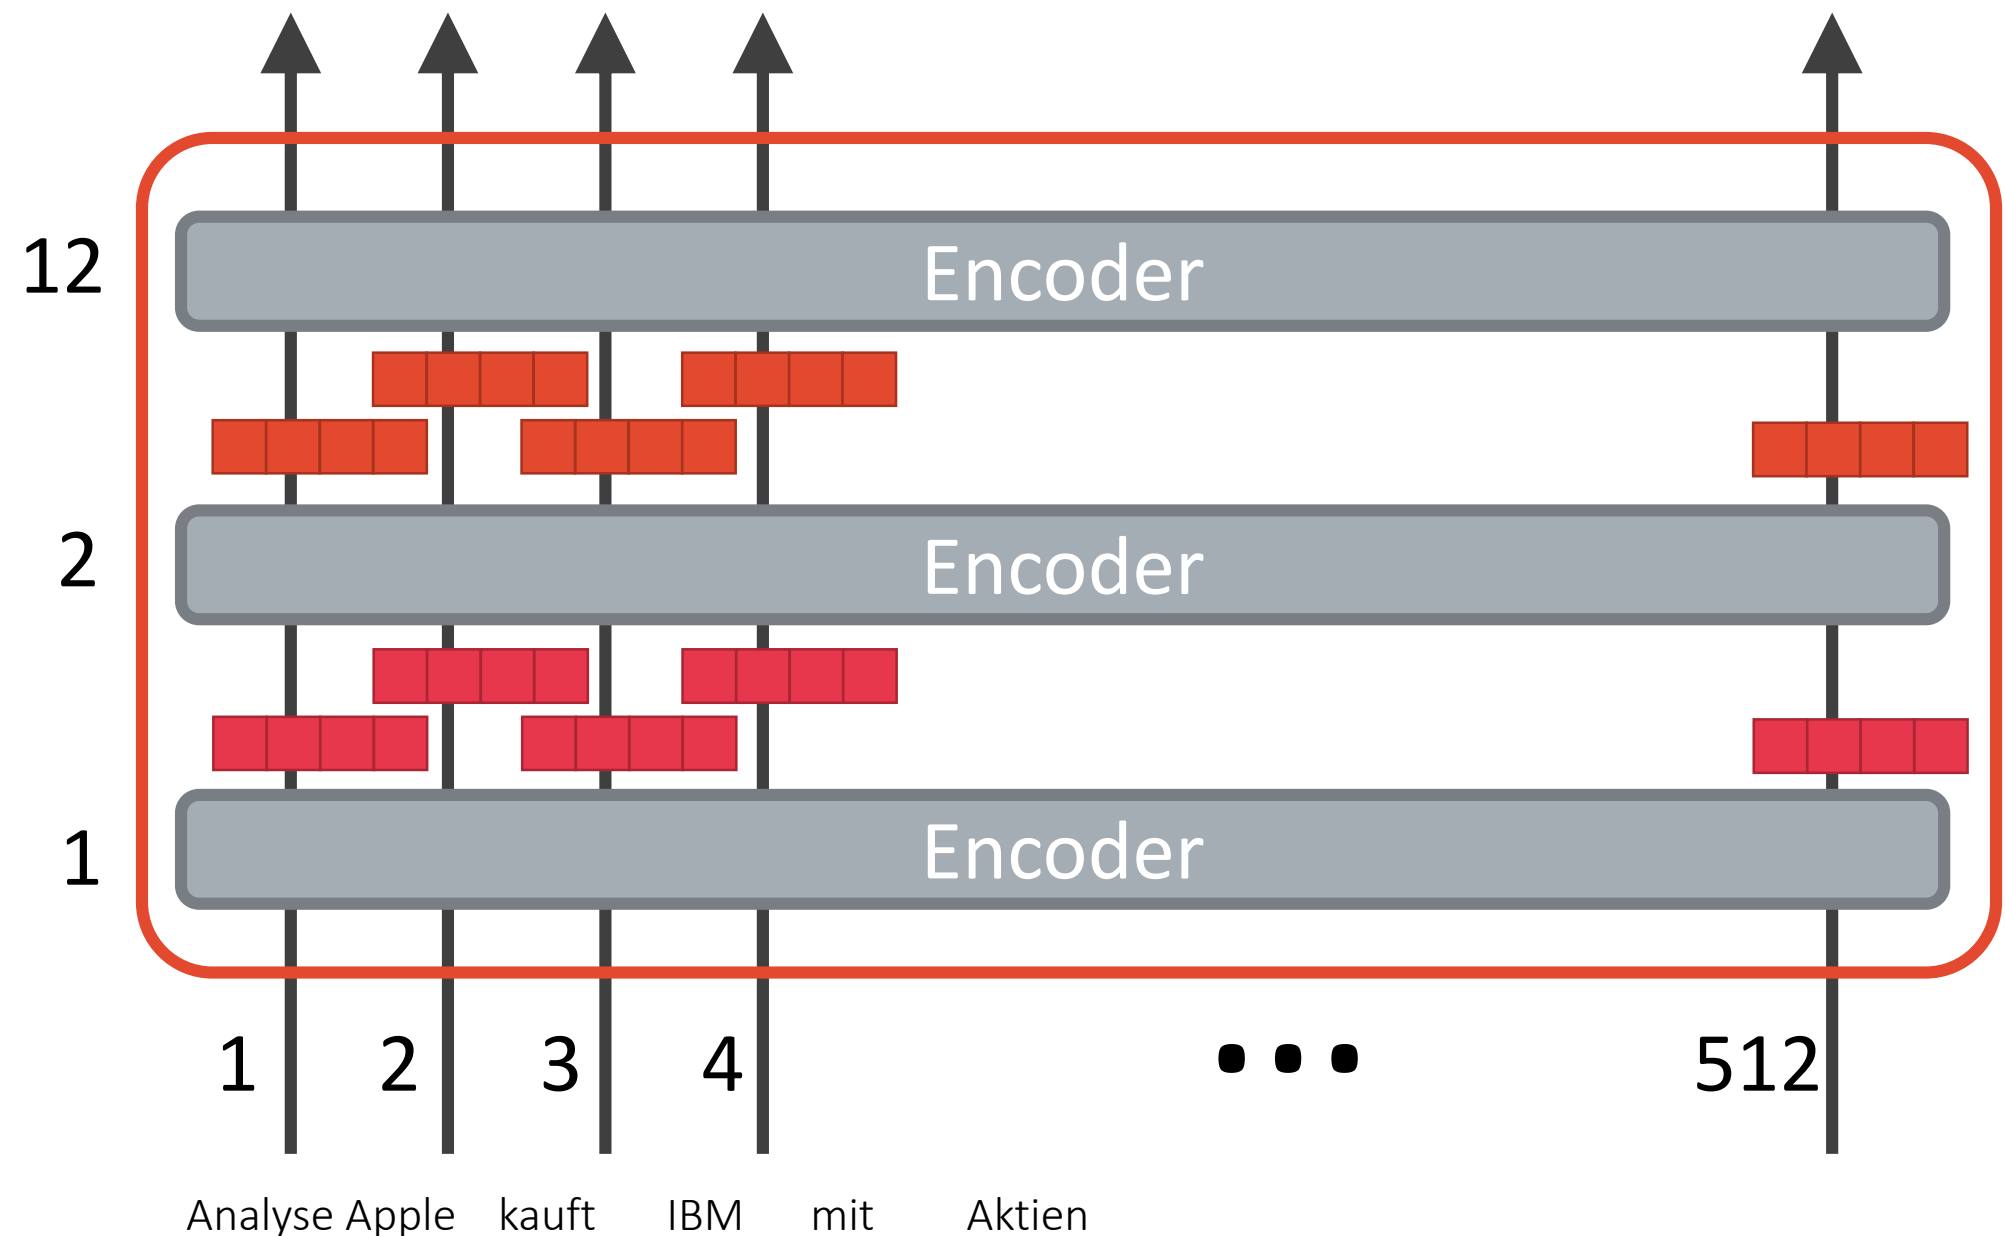 12 Encoder
2 Encoder
1 Encoder
1 2 3 4 ... 512
Analyse Apple kauft IBM mit Aktien